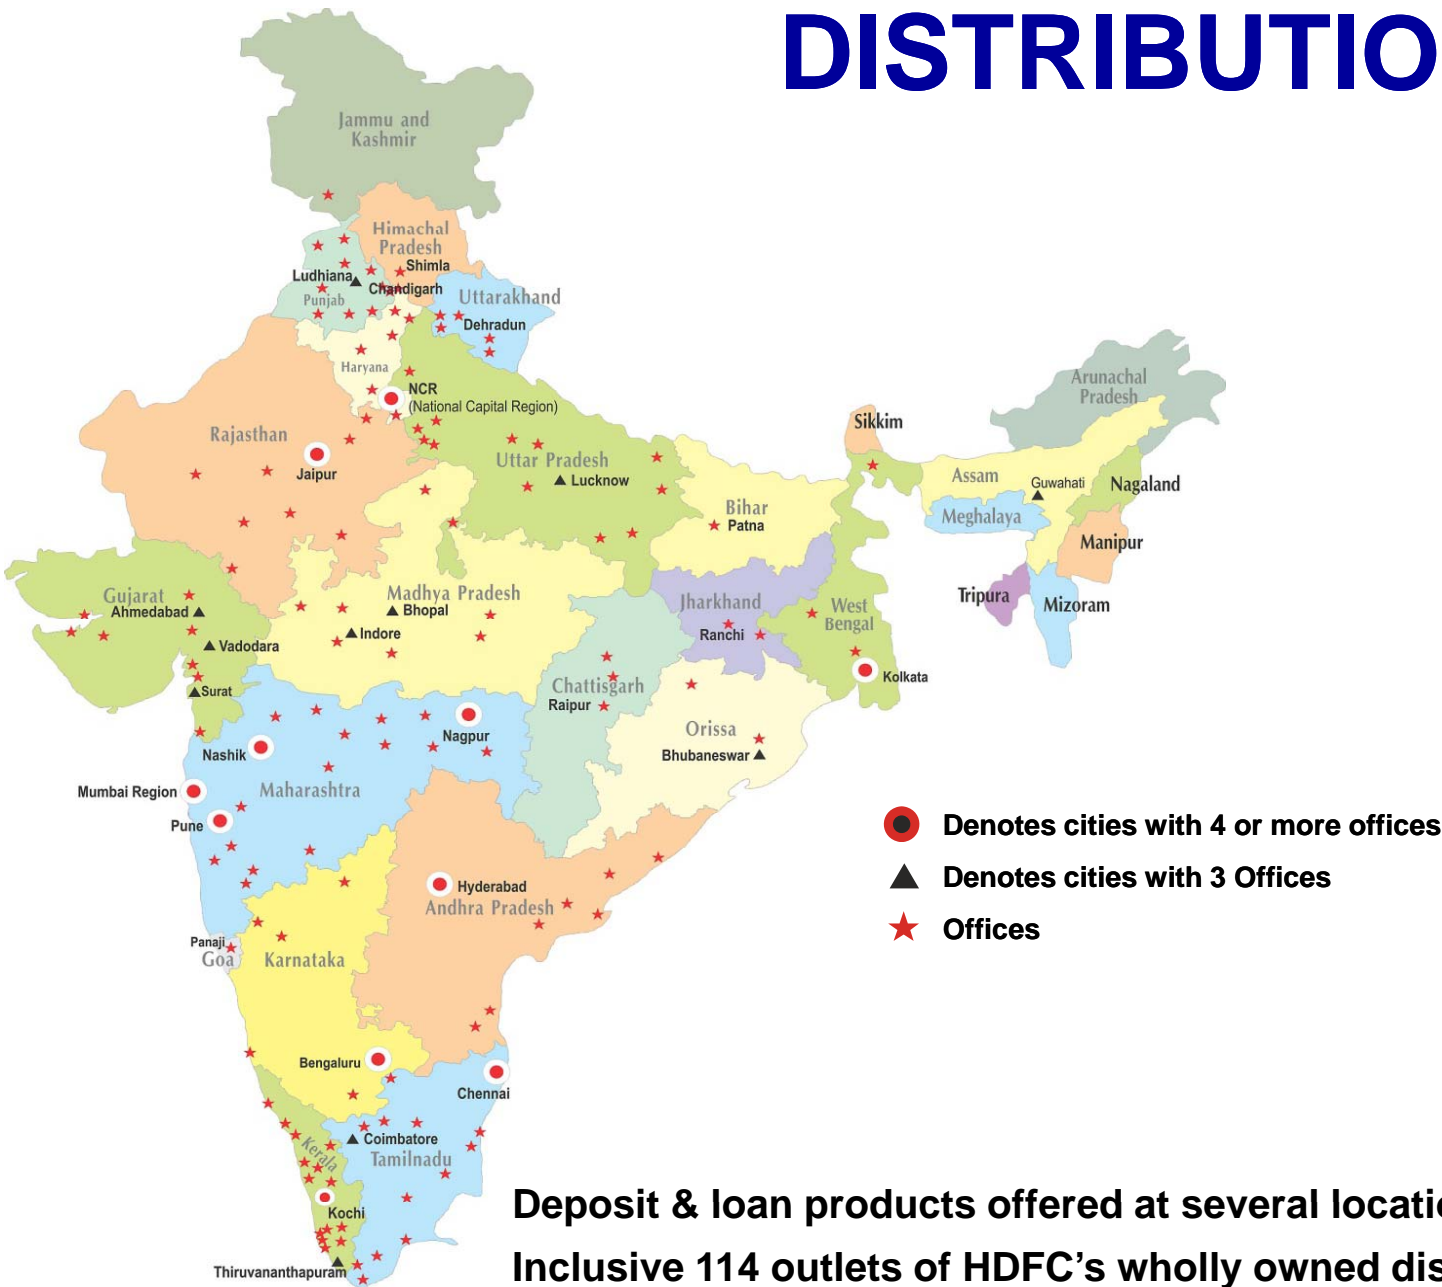 DISTRIBUTIO
Jammu and
Kashmir
Himachal
Pradesh
Shimla
Ludhiana
Chandigarh
Punjab
Uttarakhand
Dehradun
Haryana
NCR
(National Capital Region)
Arunachal
Pradesh
Sikkim
Rajasthan
Jaipur
Uttar Pradesh
Lucknow
Assam
Guwahati
Nagaland
Meghalaya
Bihar
Patna
Manipur
Gujarat
Ahmedabad
Madhya Pradesh
Bhopal
Jharkhand
Ranchi
West
Bengal
Tripura
Mizoram
Indore
Vadodara
Surat
Chattisgarh
Raipur
Kolkata
Orissa
Bhubaneswar
Nagpur
Nashik
Mumbai Region
Maharashtra
Pune
Denotes cities with 4 or more offices
Denotes cities with 3 Offices
Offices
Hyderabad
Andhra Pradesh
Panaji
Goa
Karnataka
Bengaluru
Chennai
Coimbatore
Tamilnadu
Kerala
Kochi
Thiruvananthapuram
Deposit & loan products offered at several locatio
Inclusive 114 outlets of HDFC's wholly owned dis